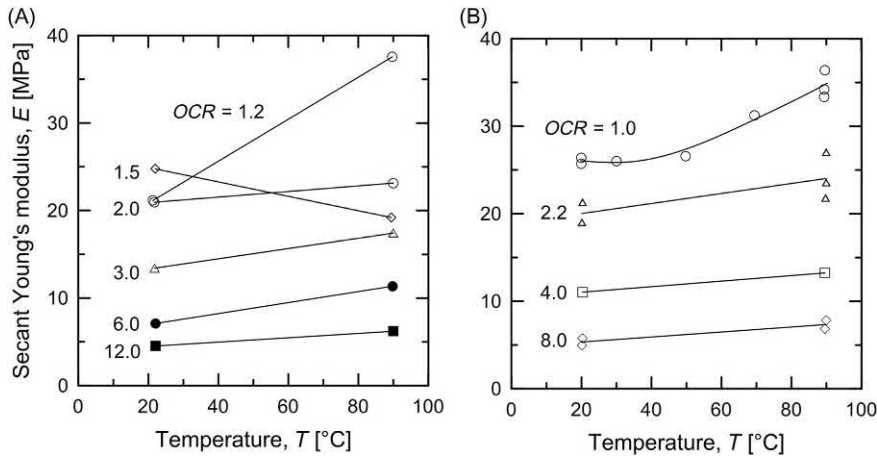 (A)
Secant Young's modulus, E [MPa]
40
30
20
10
0
OCR = 1.2
1.5
2.0
3.0
6.0
12.0
0 20 40 60 80 100
Temperature, T [°C]
(B)
40
30
20
10
0
OCR = 1.0
2.2
4.0
8.0
0 20 40 60 80 100
Temperature, T [°C]